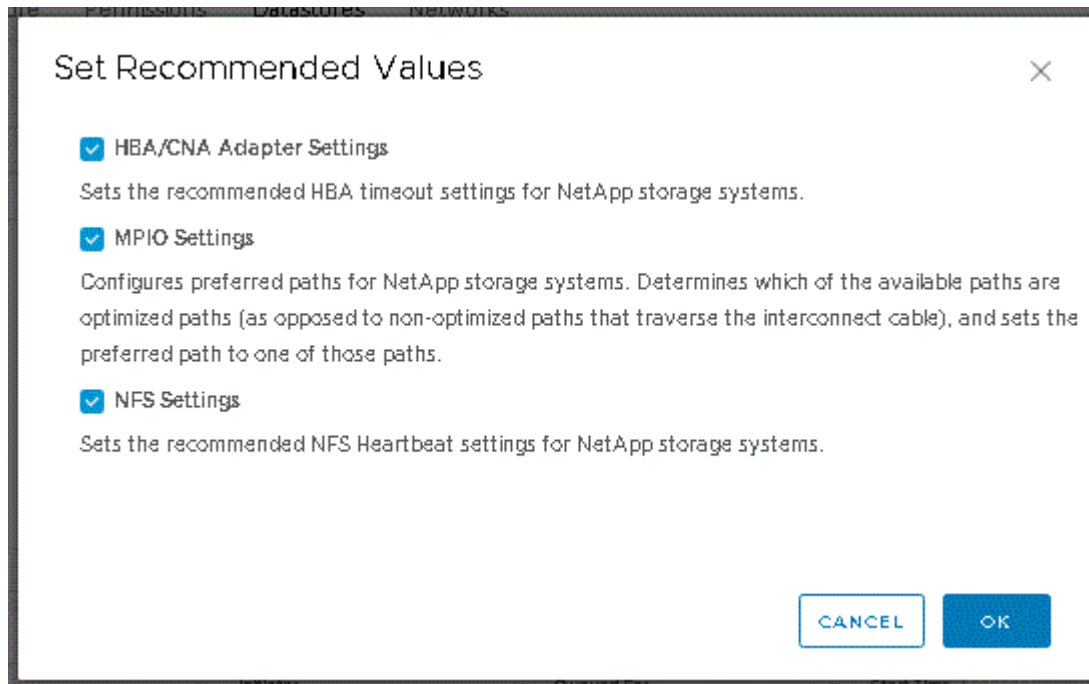 Permissions Datastores Networks
Set Recommended Values
HBA/CNA Adapter Settings
Sets the recommended HBA timeout settings for NetApp storage systems.
MPIO Settings
Configures preferred paths for NetApp storage systems. Determines which of the available paths are
optimized paths (as opposed to non-optimized paths that traverse the interconnect cable), and sets the
preferred path to one of those paths.
NFS Settings
Sets the recommended NFS Heartbeat settings for NetApp storage systems.
CANCEL OK